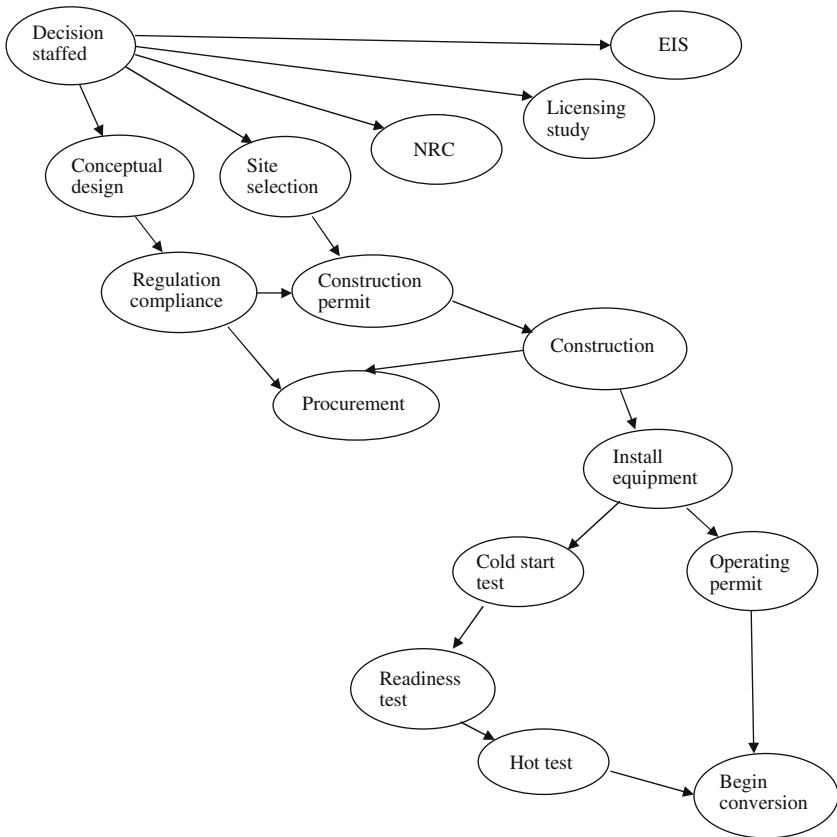 Decision
staffed
EIS
Licensing
study
NRC
Conceptual
design
Site
selection
Regulation
compliance
Construction
permit
Construction
Procurement
Install
equipment
Cold start
test
Operating
permit
Readiness
test
Hot test
Begin
conversion